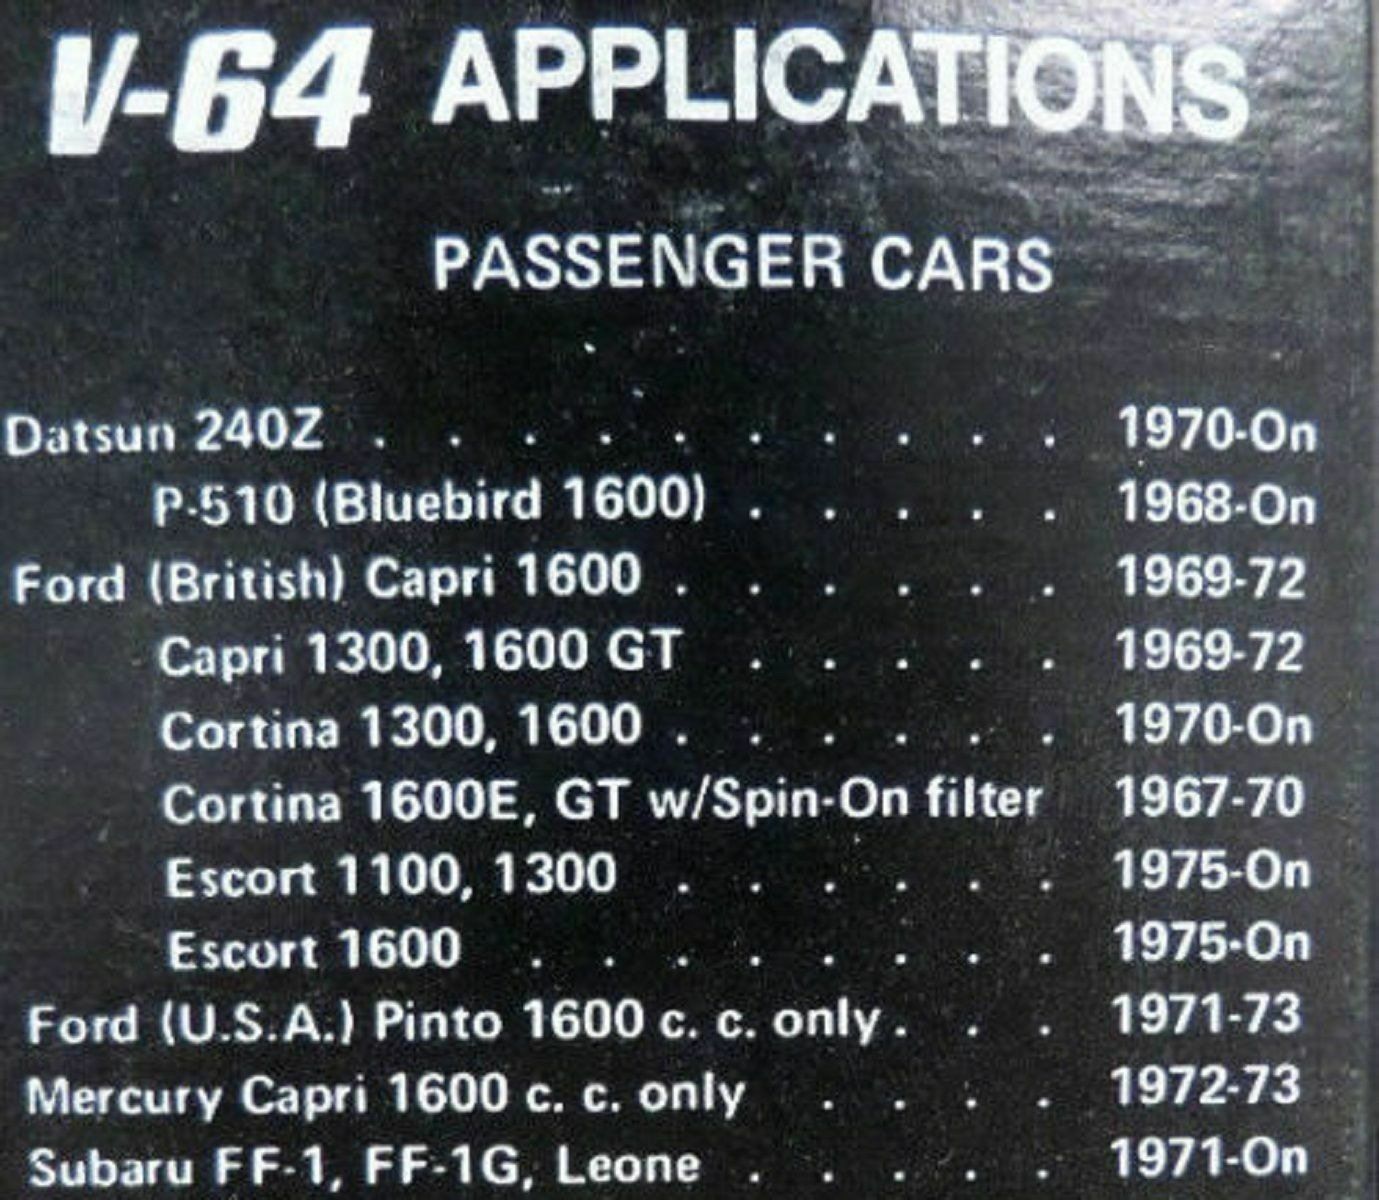 V-64 APPLICATIONS
PASSENGER CARS
Datsun 240Z . . . . . . . . . . 1970-On
P-510 (Bluebird 1600) . . . . . 1968-On
Ford (British) Capri 1600 . . . . . . 1969-72
Capri 1300, 1600 GT . . . . . 1969-72
Cortina 1300, 1600 . . . . . . 1970-On
Cortina 1600E, GT w/Spin-On filter 1967-70
Escort 1100, 1300 . . . . . . 1975-On
Escort 1600 . . . . . . . . 1975-On
Ford (U.S.A.) Pinto 1600 c. c. only . . . 1971-73
Mercury Capri 1600 c. c. only . . . . 1972-73
Subaru FF-1, FF-1G, Leone . . . . . 1971-On